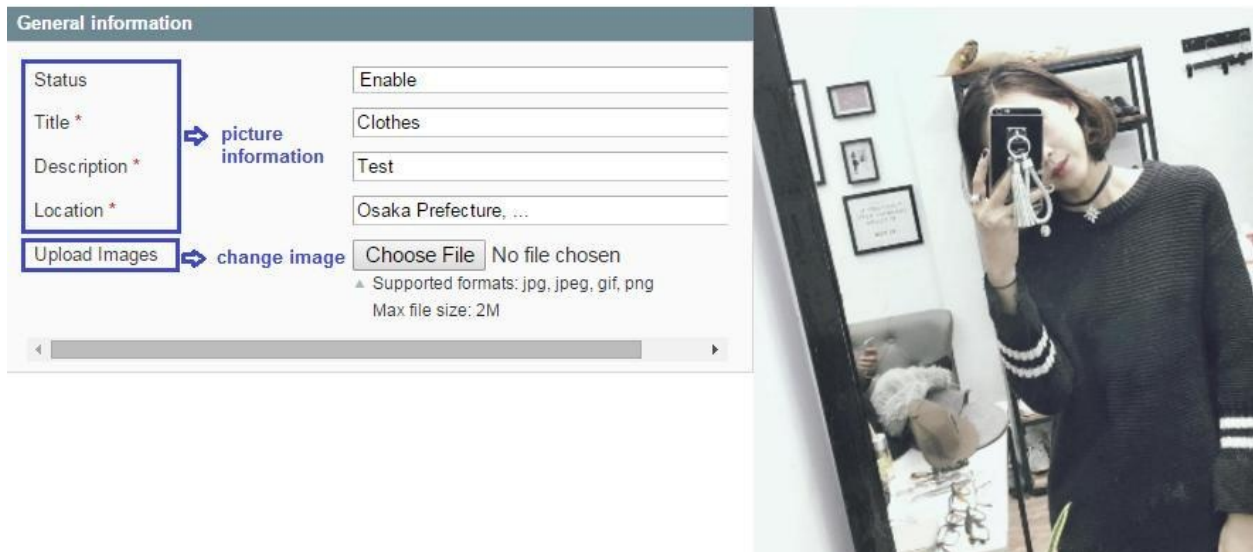 General information
Status
Enable
Title *
Clothes
picture
information
Description *
Test
Location *
Osaka Prefecture, ...
Upload Images
change image
Choose File No file chosen
Supported formats: jpg, jpeg, gif, png
Max file size: 2M